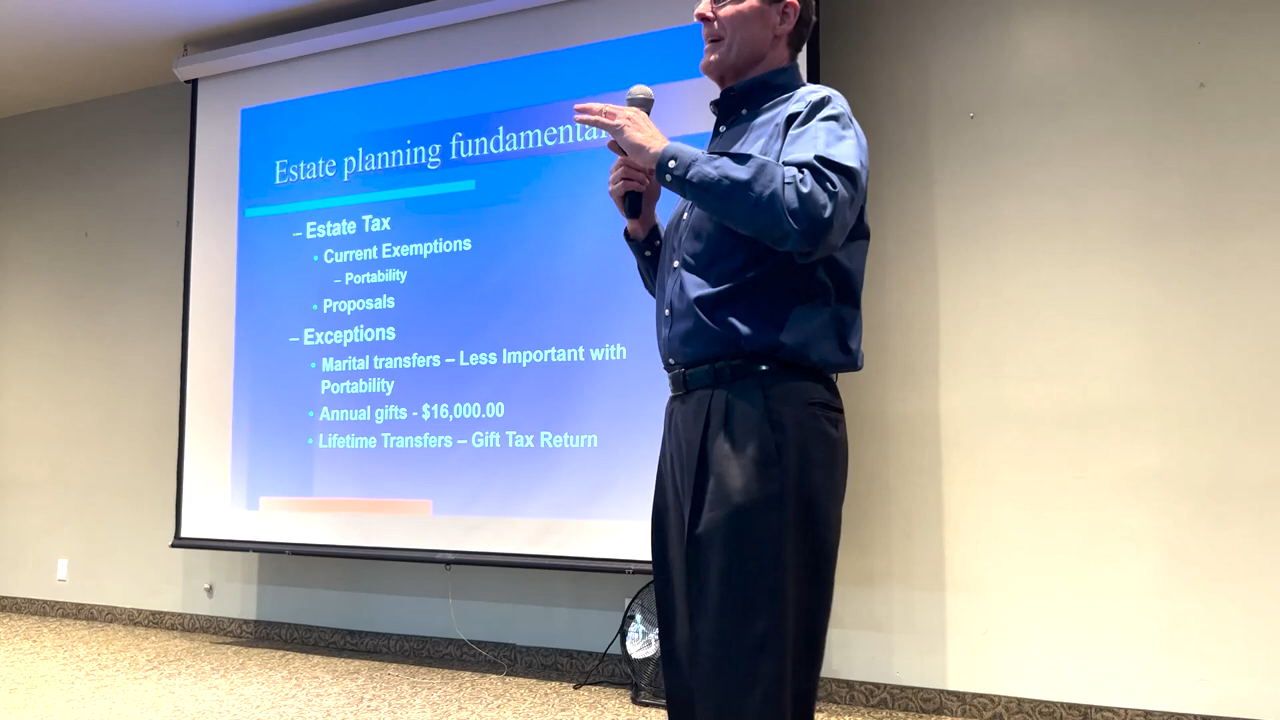 Estate planning fundamenta
– Estate Tax
• Current Exemptions
– Portability
• Proposals
– Exceptions
• Marital transfers – Less Important with
Portability
• Annual gifts - $16,000.00
• Lifetime Transfers – Gift Tax Return